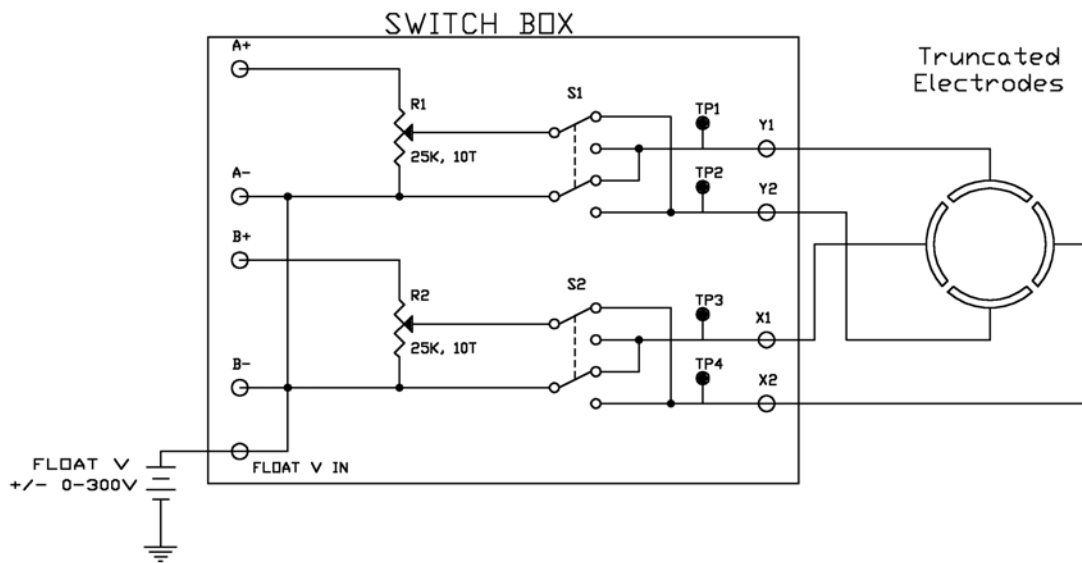 SWITCH BOX
Truncated
Electrodes
A+
R1
25K, 10T
S1
TP1
Y1
A-
TP2
Y2
B+
R2
25K, 10T
S2
TP3
X1
B-
TP4
X2
FLOAT V
+/- 0-300V
FLOAT V IN